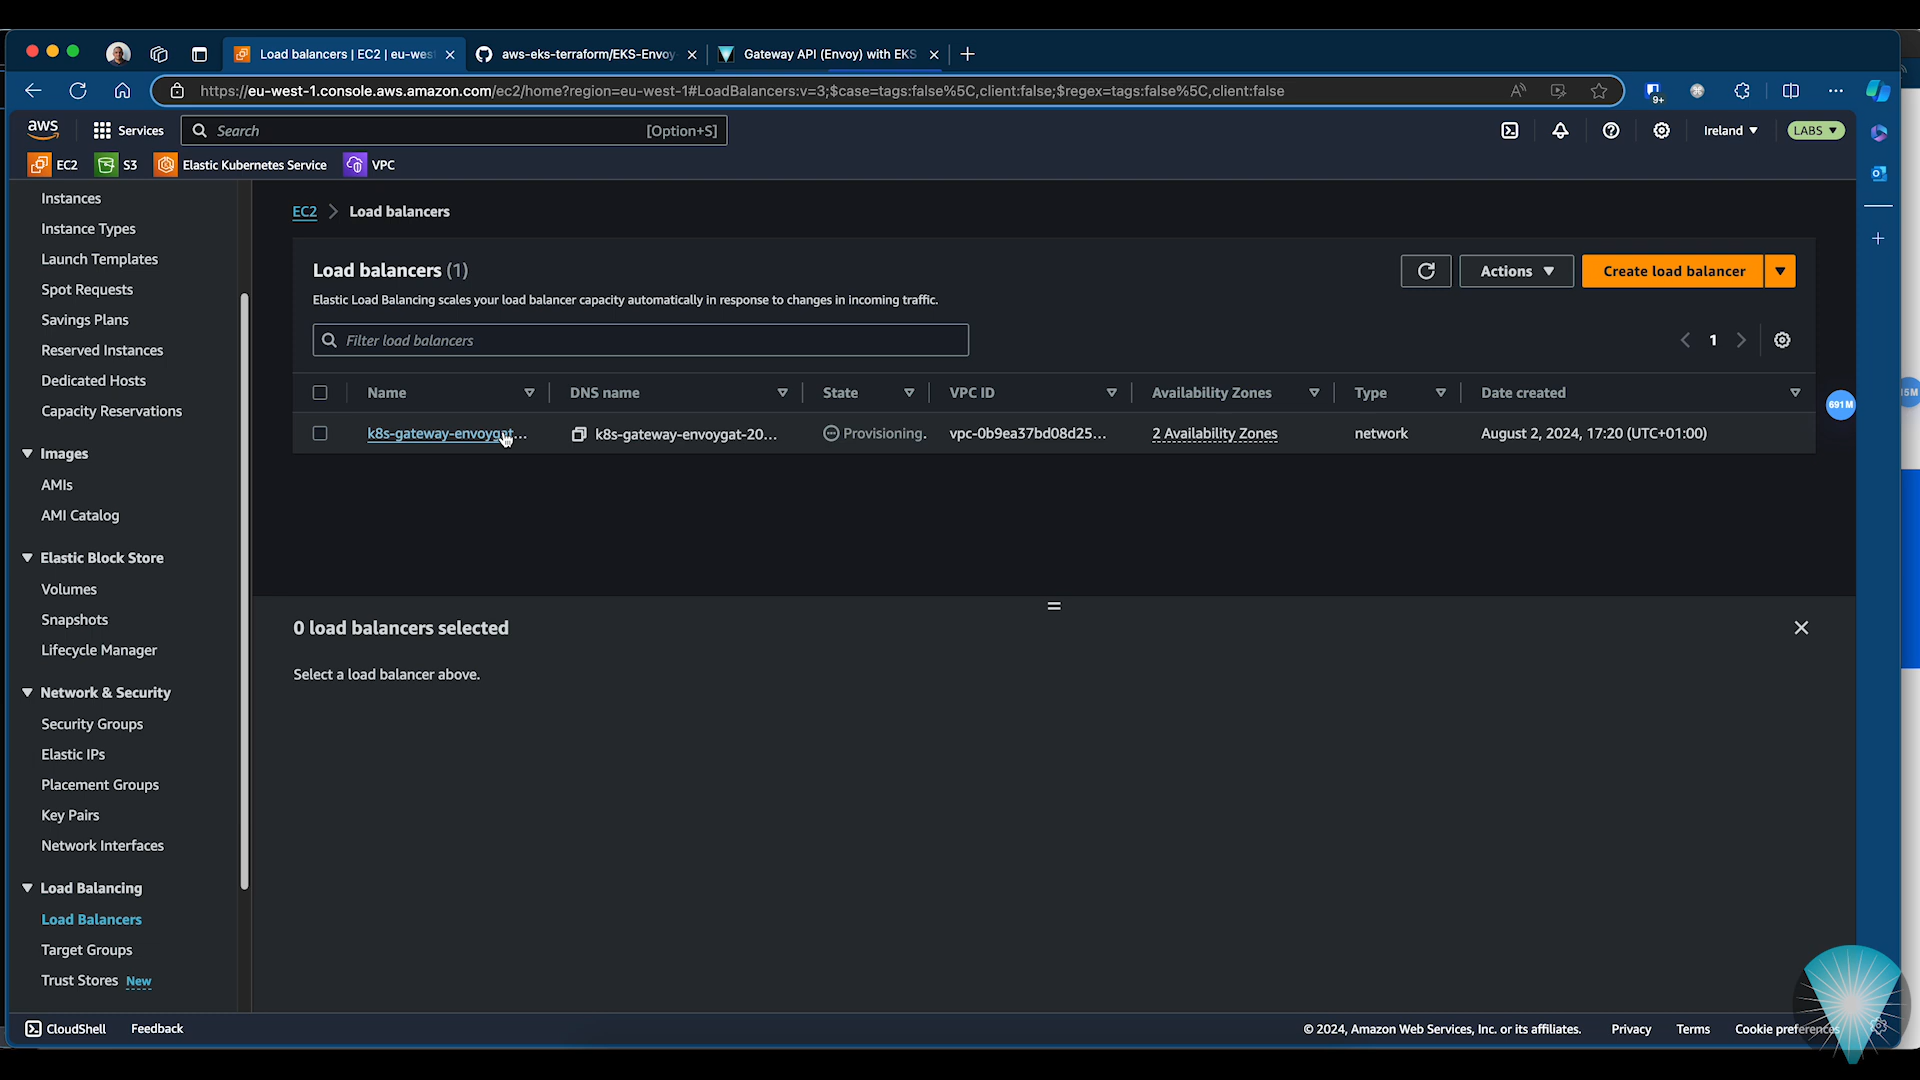 Load balancers | EC2 | eu-wes
aws-eks-terraform/EKS-Envoy
Gateway API (Envoy) with EKS
https://eu-west-1.console.aws.amazon.com/ec2/home?region=eu-west-1#LoadBalancers:v=3;$case=tags:false%5C,client:false;$regex=tags:false%5C,client:false
9+
aws
Services
Search
[Option+S]
Ireland
LABS
EC2
S3
Elastic Kubernetes Service
VPC
Instances
Instance Types
Launch Templates
Spot Requests
Savings Plans
Reserved Instances
Dedicated Hosts
Capacity Reservations
Images
AMIs
AMI Catalog
Elastic Block Store
Volumes
Snapshots
Lifecycle Manager
Network & Security
Security Groups
Elastic IPs
Placement Groups
Key Pairs
Network Interfaces
Load Balancing
Load Balancers
Target Groups
Trust Stores New
EC2 > Load balancers
Load balancers (1)
Elastic Load Balancing scales your load balancer capacity automatically in response to changes in incoming traffic.
Actions
Create load balancer
Filter load balancers
1
Name DNS name State VPC ID Availability Zones Type Date created
k8s-gateway-envoygat... k8s-gateway-envoygat-20... Provisioning. vpc-0b9ea37bd08d25... 2 Availability Zones network August 2, 2024, 17:20 (UTC+01:00)
691M
0 load balancers selected
Select a load balancer above.
CloudShell
Feedback
© 2024, Amazon Web Services, Inc. or its affiliates.
Privacy
Terms
Cookie preferences